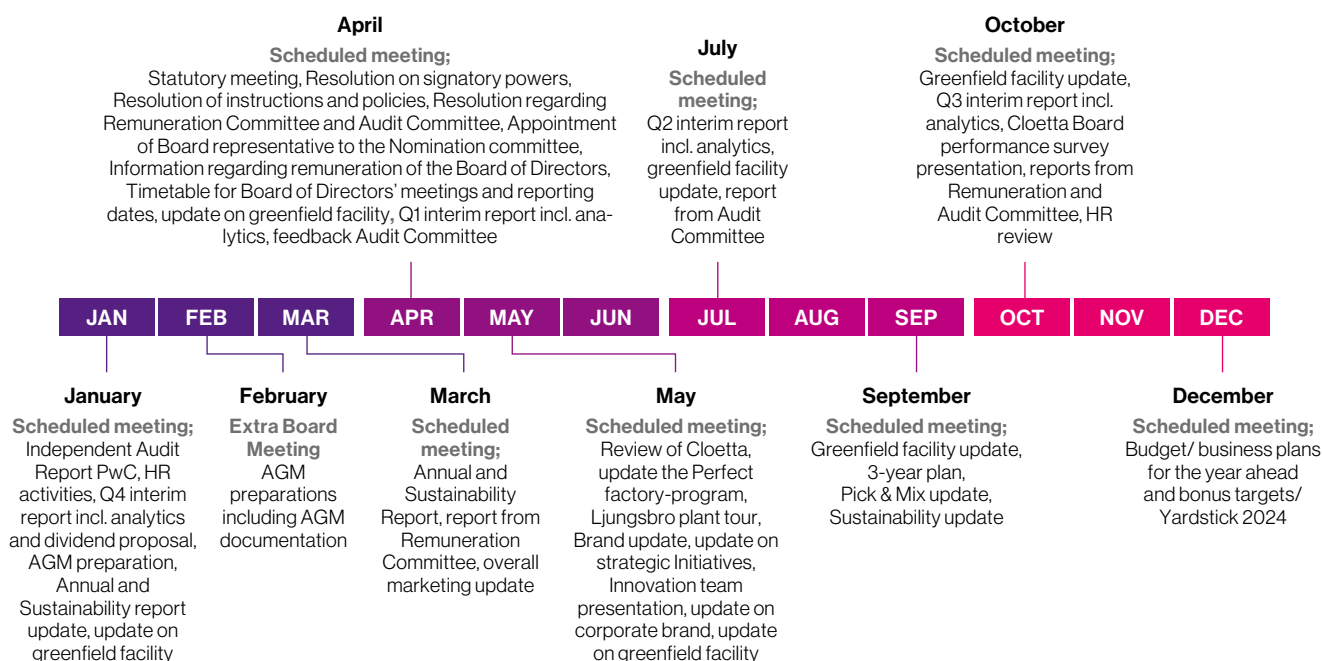 April
Scheduled meeting;
Statutory meeting, Resolution on signatory powers,
Resolution of instructions and policies, Resolution regarding
Remuneration Committee and Audit Committee, Appointment
of Board representative to the Nomination committee,
Information regarding remuneration of the Board of Directors,
Timetable for Board of Directors’ meetings and reporting
dates, update on greenfield facility, Q1 interim report incl. ana-
lytics, feedback Audit Committee
July
Scheduled
meeting;
Q2 interim report
incl. analytics,
greenfield facility
update, report
from Audit
Committee
October
Scheduled meeting;
Greenfield facility update,
Q3 interim report incl.
analytics, Cloetta Board
performance survey
presentation, reports from
Remuneration and
Audit Committee, HR
review
JAN FEB MAR APR MAY JUN JUL AUG SEP OCT NOV DEC
January
Scheduled meeting;
Independent Audit
Report PwC, HR
activities, Q4 interim
report incl. analytics
and dividend proposal,
AGM preparation,
Annual and
Sustainability report
update, update on
greenfield facility
February
Extra Board
Meeting
AGM
preparations
including AGM
documentation
March
Scheduled
meeting;
Annual and
Sustainability
Report, report from
Remuneration
Committee, overall
marketing update
May
Scheduled meeting;
Review of Cloetta,
update the Perfect
factory-program,
Ljungsbro plant tour,
Brand update, update on
strategic Initiatives,
Innovation team
presentation, update on
corporate brand, update
on greenfield facility
September
Scheduled meeting;
Greenfield facility update,
3-year plan,
Pick & Mix update,
Sustainability update
December
Scheduled meeting;
Budget/ business plans
for the year ahead
and bonus targets/
Yardstick 2024